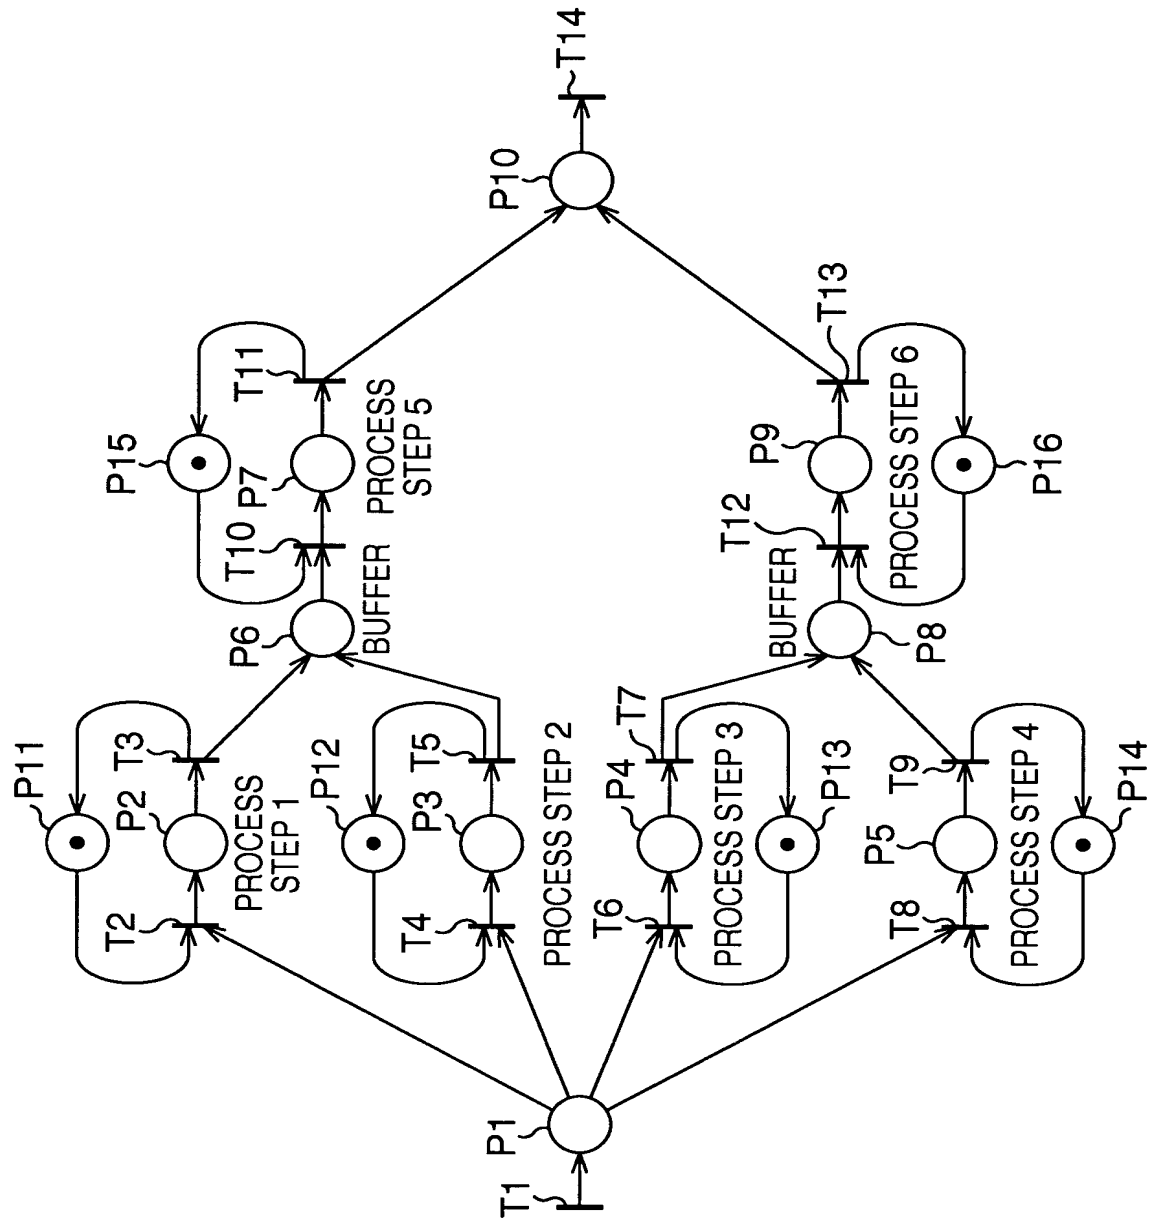 T14
P10
T13
T11
P15
P7
PROCESS
STEP 5
P9
PROCESS STEP 6
P16
T10
T12
BUFFER
BUFFER
P6
P8
P11
T3
P2
PROCESS
STEP 1
T2
P12
T5
P3
PROCESS STEP 2
T4
T7
P4
PROCESS STEP 3
P13
T6
T9
P5
PROCESS STEP 4
P14
T8
P1
T1